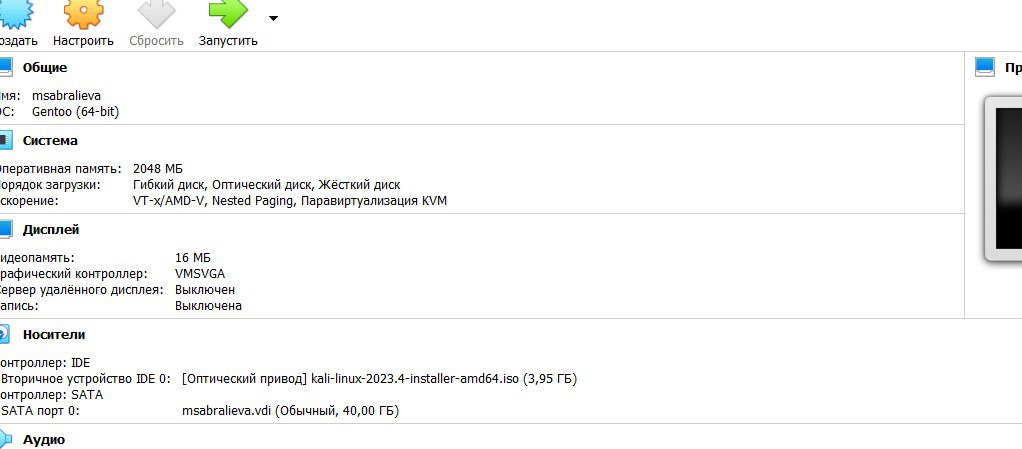 оздать Настроить Сбросить Запустить
Общие
Пр
мя: msabralieva
ОС: Gentoo (64-bit)
Система
Оперативная память: 2048 МБ
орядок загрузки: Гибкий диск, Оптический диск, Жёсткий диск
скорение: VT-x/AMD-V, Nested Paging, Паравиртуализация KVM
Дисплей
идеопамять: 16 МБ
рафический контроллер: VMSVGA
Сервер удалённого дисплея: Выключен
апись: Выключена
Носители
онтроллер: IDE
Вторичное устройство IDE 0: [Оптический привод] kali-linux-2023.4-installer-amd64.iso (3,95 ГБ)
онтроллер: SATA
SATA порт 0: msabralieva.vdi (Обычный, 40,00 ГБ)
Аудио